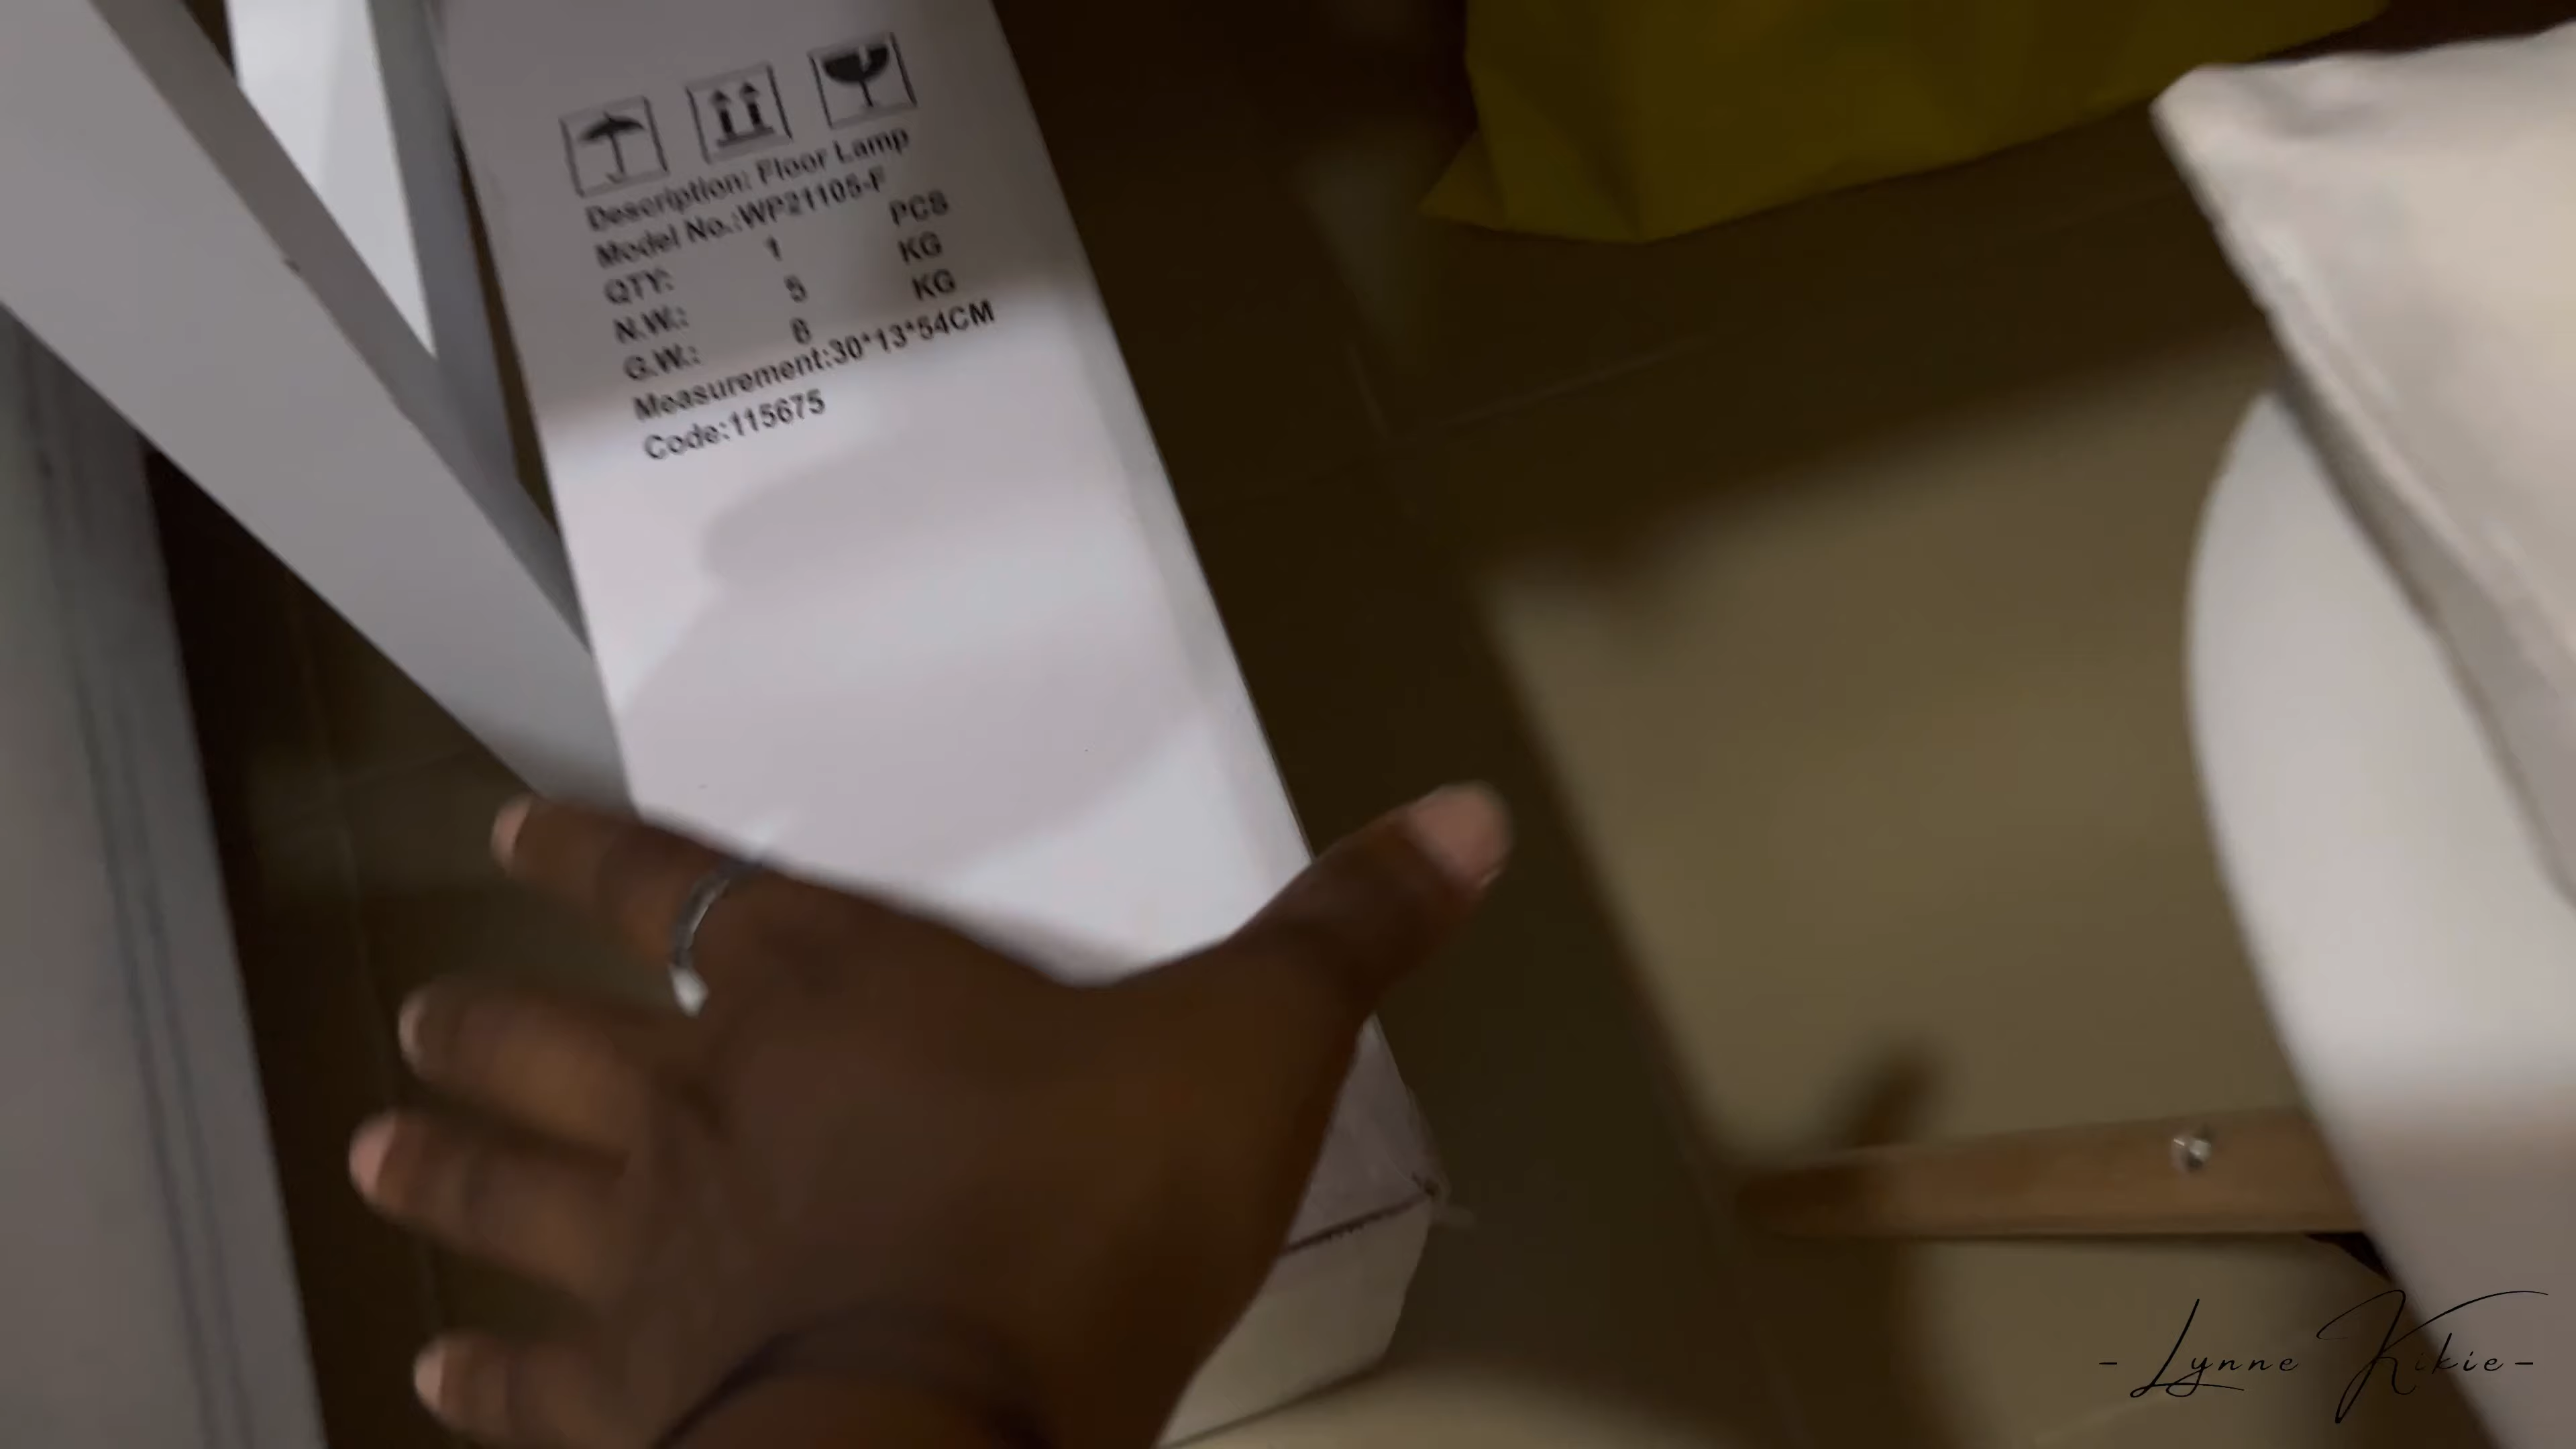 Description: Floor Lamp
Model No.:WP21105-F
QTY: 1 PCS
N.W.: 5 KG
G.W.: 6 KG
Measurement:30*13*54CM
Code:115675
- Lynne Kikie -